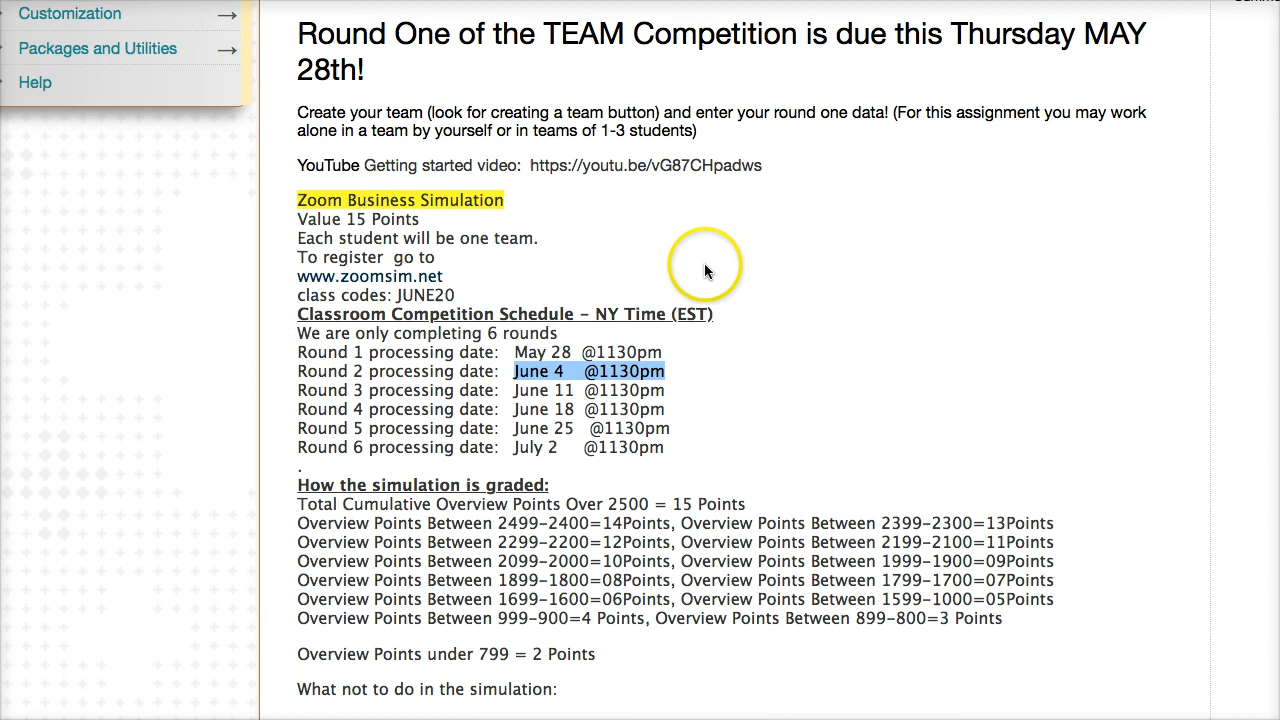 Customization →
Packages and Utilities →
Help
Round One of the TEAM Competition is due this Thursday MAY
28th!
Create your team (look for creating a team button) and enter your round one data! (For this assignment you may work
alone in a team by yourself or in teams of 1-3 students)
YouTube Getting started video:  https://youtu.be/vG87CHpadws
Zoom Business Simulation
Value 15 Points
Each student will be one team.
To register  go to
www.zoomsim.net
class codes: JUNE20
Classroom Competition Schedule – NY Time (EST)
We are only completing 6 rounds
Round 1 processing date:   May 28  @1130pm
Round 2 processing date:   June 4    @1130pm
Round 3 processing date:   June 11  @1130pm
Round 4 processing date:   June 18  @1130pm
Round 5 processing date:   June 25   @1130pm
Round 6 processing date:   July 2     @1130pm
.
How the simulation is graded:
Total Cumulative Overview Points Over 2500 = 15 Points
Overview Points Between 2499–2400=14Points, Overview Points Between 2399–2300=13Points
Overview Points Between 2299–2200=12Points, Overview Points Between 2199–2100=11Points
Overview Points Between 2099–2000=10Points, Overview Points Between 1999–1900=09Points
Overview Points Between 1899–1800=08Points, Overview Points Between 1799–1700=07Points
Overview Points Between 1699–1600=06Points, Overview Points Between 1599–1000=05Points
Overview Points Between 999–900=4 Points, Overview Points Between 899–800=3 Points
Overview Points under 799 = 2 Points
What not to do in the simulation: